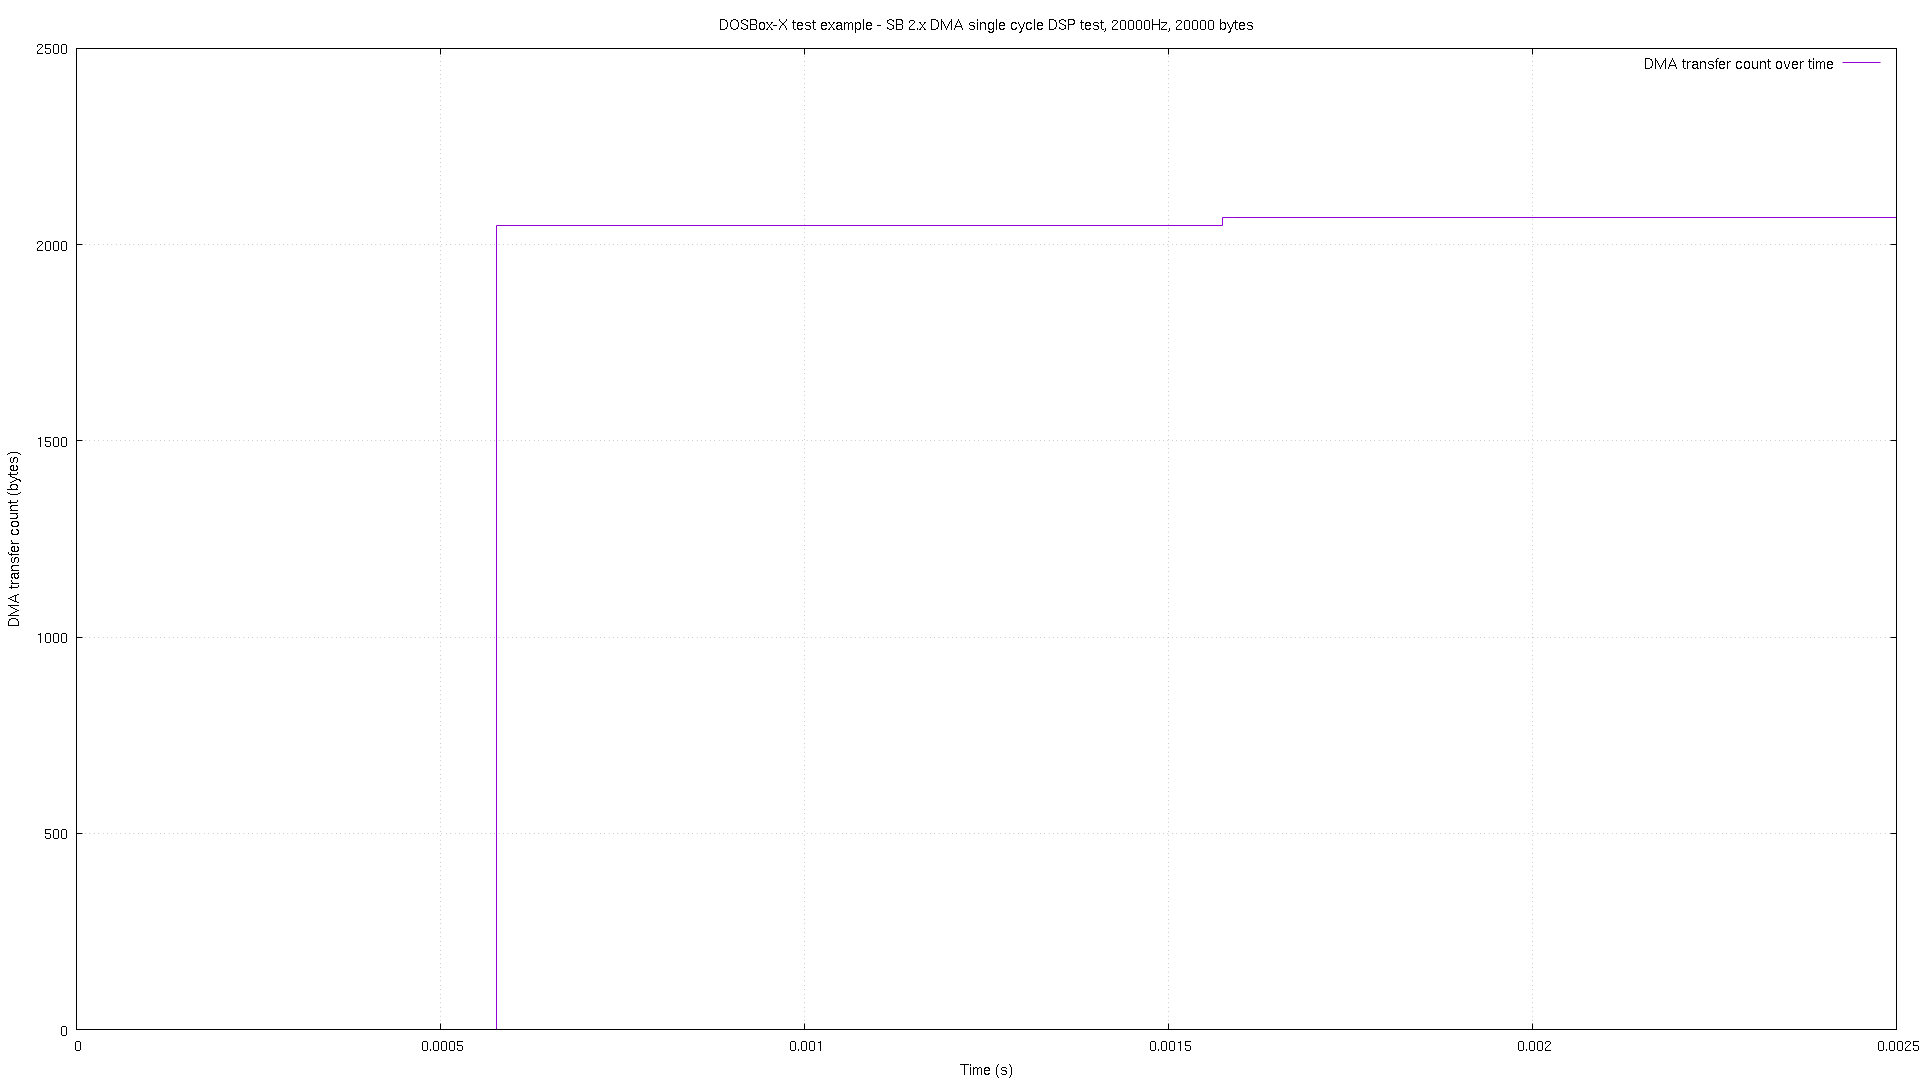 DOSBox-X test example - SB 2.x DMA single cycle DSP test, 20000Hz, 20000 bytes
DMA transfer count over time
2500
2000
1500
1000
500
0
DMA transfer count (bytes)
0 0.0005 0.001 0.0015 0.002 0.0025
Time (s)